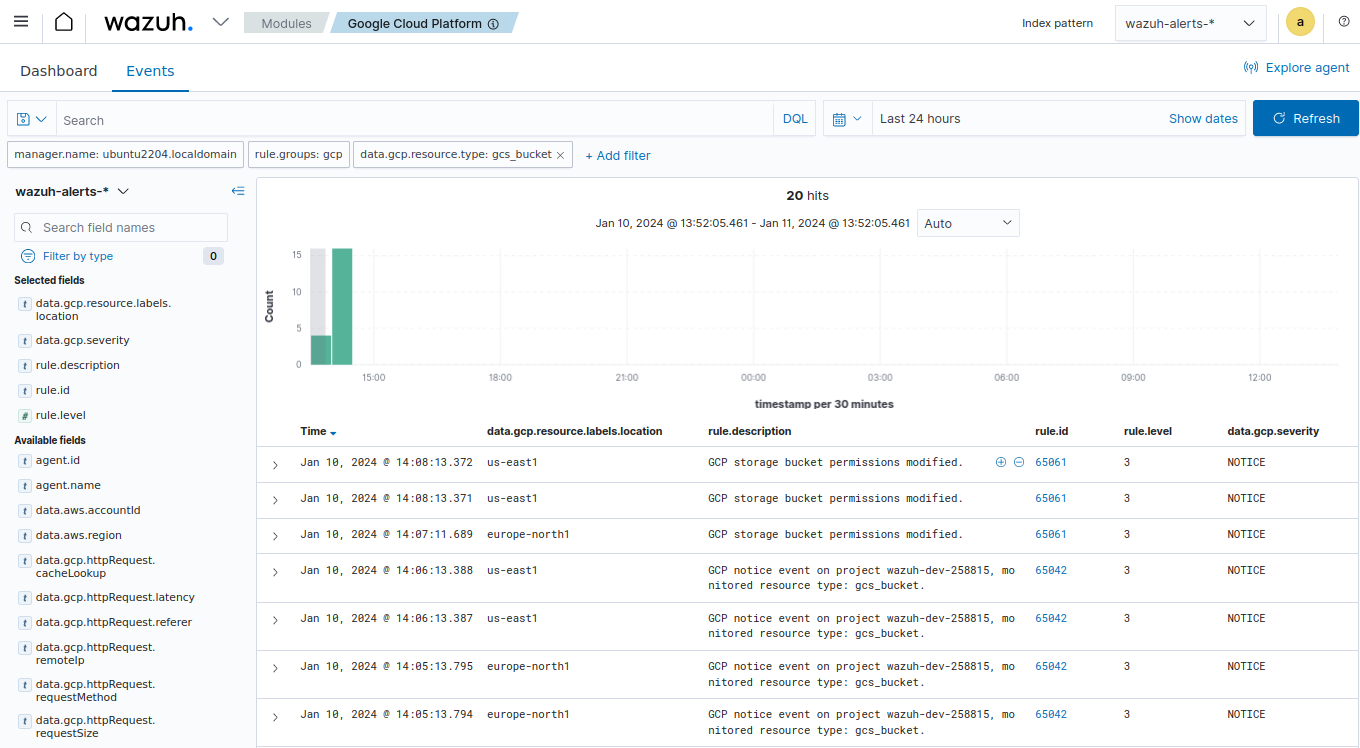 wazuh.
Modules
Google Cloud Platform
Index pattern
wazuh-alerts-*
a
Dashboard
Events
Explore agent
Search
DQL
Last 24 hours
Show dates
Refresh
manager.name: ubuntu2204.localdomain
rule.groups: gcp
data.gcp.resource.type: gcs_bucket
+ Add filter
wazuh-alerts-*
Search field names
Filter by type
0
Selected fields
t data.gcp.resource.labels.
location
t data.gcp.severity
t rule.description
t rule.id
# rule.level
Available fields
t agent.id
t agent.name
t data.aws.accountId
t data.aws.region
t data.gcp.httpRequest.
cacheLookup
t data.gcp.httpRequest.latency
t data.gcp.httpRequest.referer
t data.gcp.httpRequest.
remoteIp
t data.gcp.httpRequest.
requestMethod
t data.gcp.httpRequest.
requestSize
20 hits
Jan 10, 2024 @ 13:52:05.461 - Jan 11, 2024 @ 13:52:05.461
Auto
Count
15
10
5
0
15:00 18:00 21:00 00:00 03:00 06:00 09:00 12:00
timestamp per 30 minutes
Time data.gcp.resource.labels.location rule.description rule.id rule.level data.gcp.severity
Jan 10, 2024 @ 14:08:13.372 us-east1 GCP storage bucket permissions modified. 65061 3 NOTICE
Jan 10, 2024 @ 14:08:13.371 us-east1 GCP storage bucket permissions modified. 65061 3 NOTICE
Jan 10, 2024 @ 14:07:11.689 europe-north1 GCP storage bucket permissions modified. 65061 3 NOTICE
Jan 10, 2024 @ 14:06:13.388 us-east1 GCP notice event on project wazuh-dev-258815, mo 65042 3 NOTICE
nitored resource type: gcs_bucket.
Jan 10, 2024 @ 14:06:13.387 us-east1 GCP notice event on project wazuh-dev-258815, mo 65042 3 NOTICE
nitored resource type: gcs_bucket.
Jan 10, 2024 @ 14:05:13.795 europe-north1 GCP notice event on project wazuh-dev-258815, mo 65042 3 NOTICE
nitored resource type: gcs_bucket.
Jan 10, 2024 @ 14:05:13.794 europe-north1 GCP notice event on project wazuh-dev-258815, mo 65042 3 NOTICE
nitored resource type: gcs_bucket.